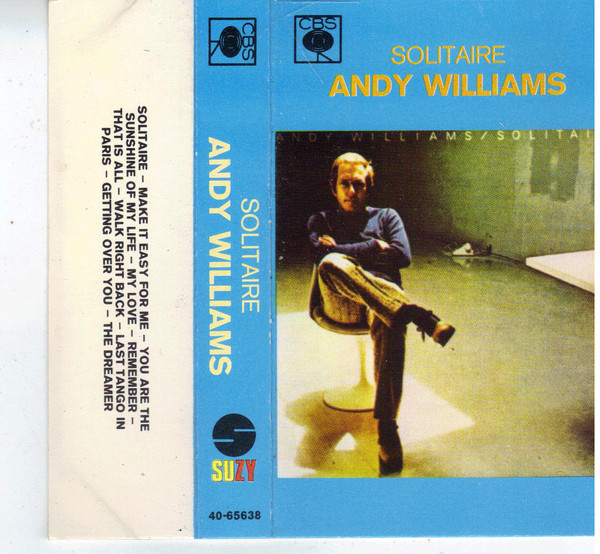 SOLITAIRE – MAKE IT EASY FOR ME – YOU ARE THE
SUNSHINE OF MY LIFE – MY LOVE – REMEMBER –
THAT IS ALL – WALK RIGHT BACK – LAST TANGO IN
PARIS – GETTING OVER YOU – THE DREAMER
CBS
SOLITAIRE
ANDY WILLIAMS
SUZY
40-65638
CBS
SOLITAIRE
ANDY WILLIAMS
ANDY WILLIAMS/SOLITAI